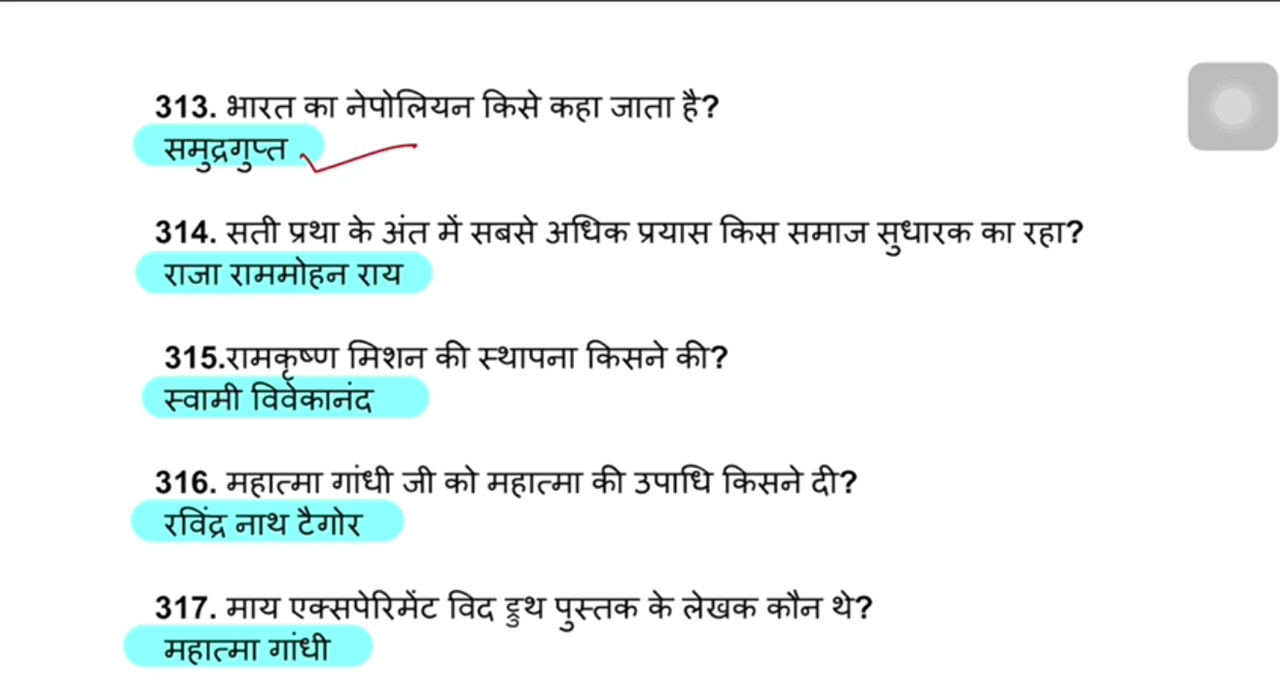 313. भारत का नेपोलियन किसे कहा जाता है?
समुद्रगुप्त
314. सती प्रथा के अंत में सबसे अधिक प्रयास किस समाज सुधारक का रहा?
राजा राममोहन राय
315.रामकृष्ण मिशन की स्थापना किसने की?
स्वामी विवेकानंद
316. महात्मा गांधी जी को महात्मा की उपाधि किसने दी?
रविंद्र नाथ टैगोर
317. माय एक्सपेरिमेंट विद ट्रुथ पुस्तक के लेखक कौन थे?
महात्मा गांधी